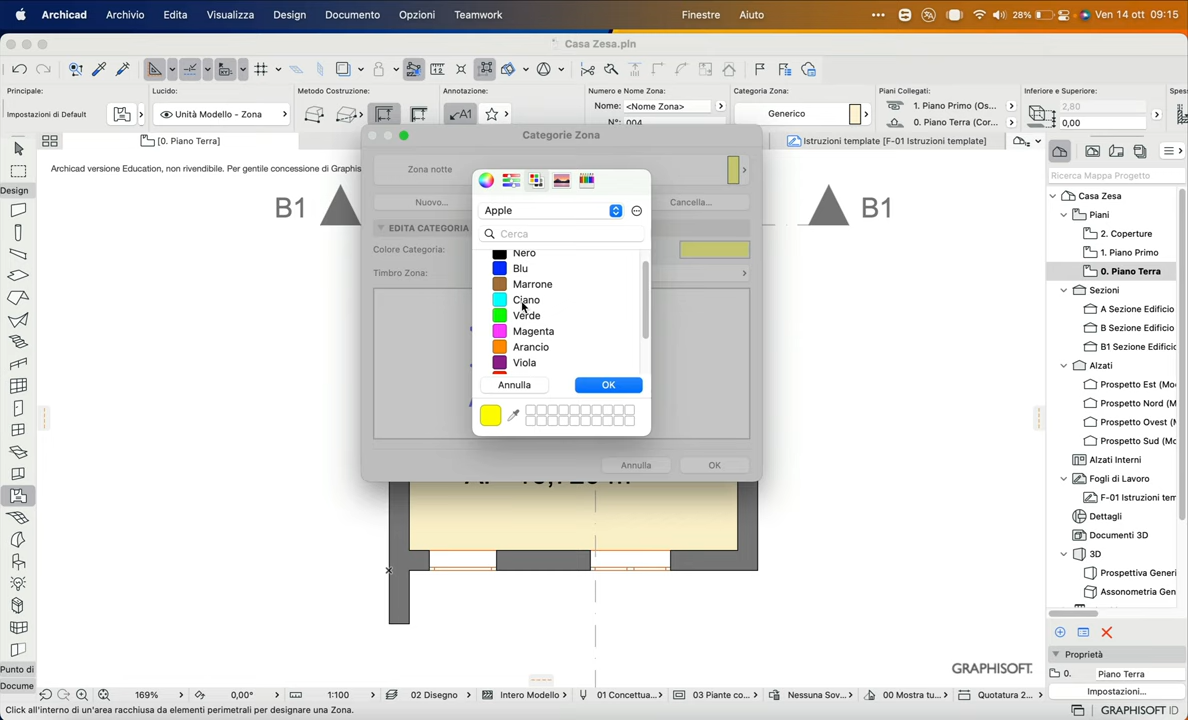 Archicad Archivio Edita Visualizza Design Documento Opzioni Teamwork Finestre Aiuto 28% Ven 14 ott 09:15
Casa Zesa.pln
Principale: Lucido: Metodo Costruzione: Annotazione: Numero e Nome Zona: Categoria Zona: Piani Collegati: Inferiore e Superiore: Spess
Impostazioni di Default
Unità Modello - Zona
A1
Nome: <Nome Zona>
N°: 004
Generico
1. Piano Primo (Os...
0. Piano Terra (Cor...
2,80
0,00
[0. Piano Terra]
Istruzioni template [F-01 Istruzioni template]
Archicad versione Education, non rivendibile. Per gentile concessione di Graphis
B1
B1
Categorie Zona
Zona notte
Nuovo...
Cancella...
EDITA CATEGORIA
Colore Categoria:
Timbro Zona:
Annulla
OK
Apple
Cerca
Nero
Blu
Marrone
Ciano
Verde
Magenta
Arancio
Viola
Annulla
OK
Design
Punto di
Docume
Ricerca Mappa Progetto
Casa Zesa
Piani
2. Coperture
1. Piano Primo
0. Piano Terra
Sezioni
A Sezione Edificio
B Sezione Edificio
B1 Sezione Edificio
Alzati
Prospetto Est (Mo
Prospetto Nord (M
Prospetto Ovest (M
Prospetto Sud (Mo
Alzati Interni
Fogli di Lavoro
F-01 Istruzioni tem
Dettagli
Documenti 3D
3D
Prospettiva Generi
Assonometria Gen
Proprietà
0. Piano Terra
Impostazioni...
GRAPHISOFT.
169% 0,00° 1:100 02 Disegno Intero Modello 01 Concettua... 03 Piante co... Nessuna Sov... 00 Mostra tu... Quotatura 2...
Click all'interno di un'area racchiusa da elementi perimetrali per designare una Zona.
GRAPHISOFT ID